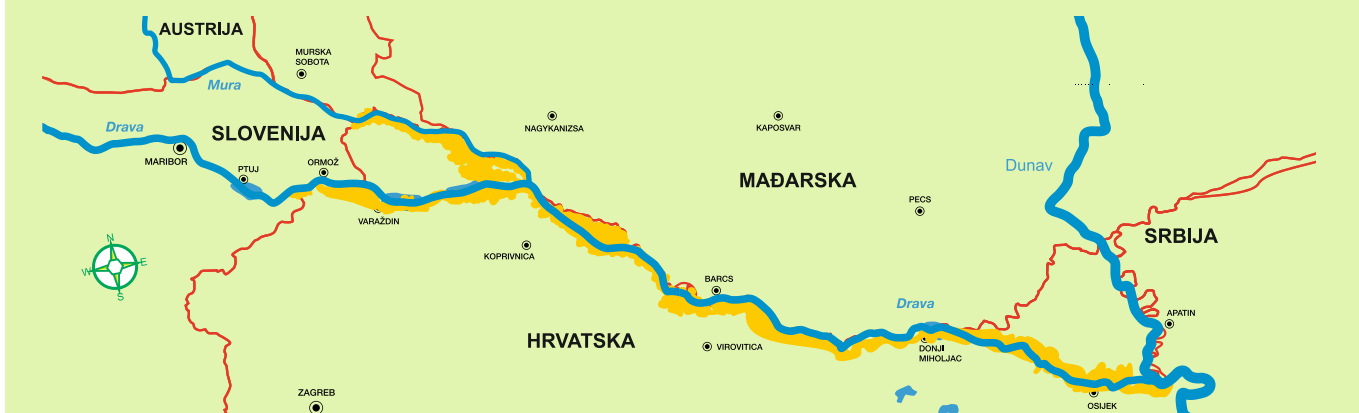 AUSTRIJA
MURSKA
SOBOTA
Mura
Drava
SLOVENIJA
MARIBOR
PTUJ
ORMOŽ
VARAŽDIN
NAGYKANIZSA
KAPOSVAR
Dunav
MAĐARSKA
PECS
SRBIJA
N
W
E
S
KOPRIVNICA
BARCS
Drava
APATIN
HRVATSKA
VIROVITICA
DONJI
MIHOLJAC
ZAGREB
OSIJEK